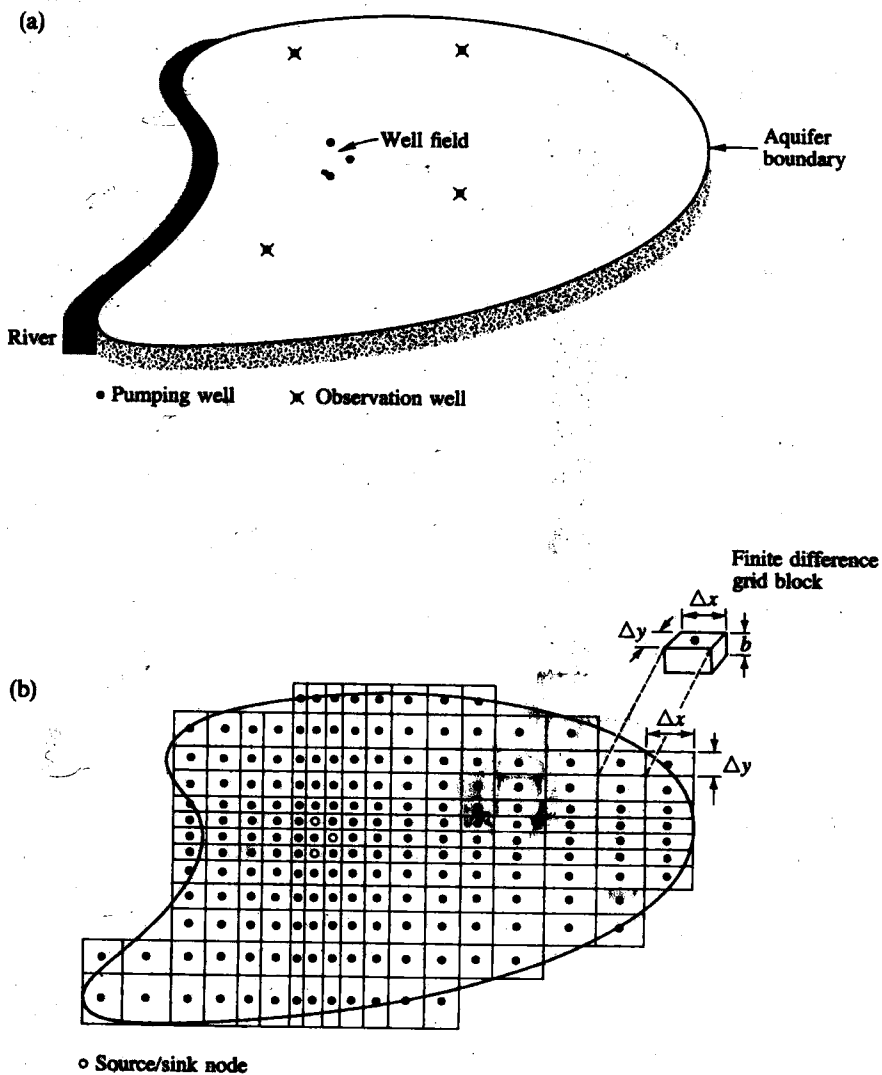 (a)
Well field
Aquifer
boundary
River
• Pumping well ¤ Observation well
Finite difference
grid block
Δx
Δy
b
(b)
Δx
Δy
o Source/sink node